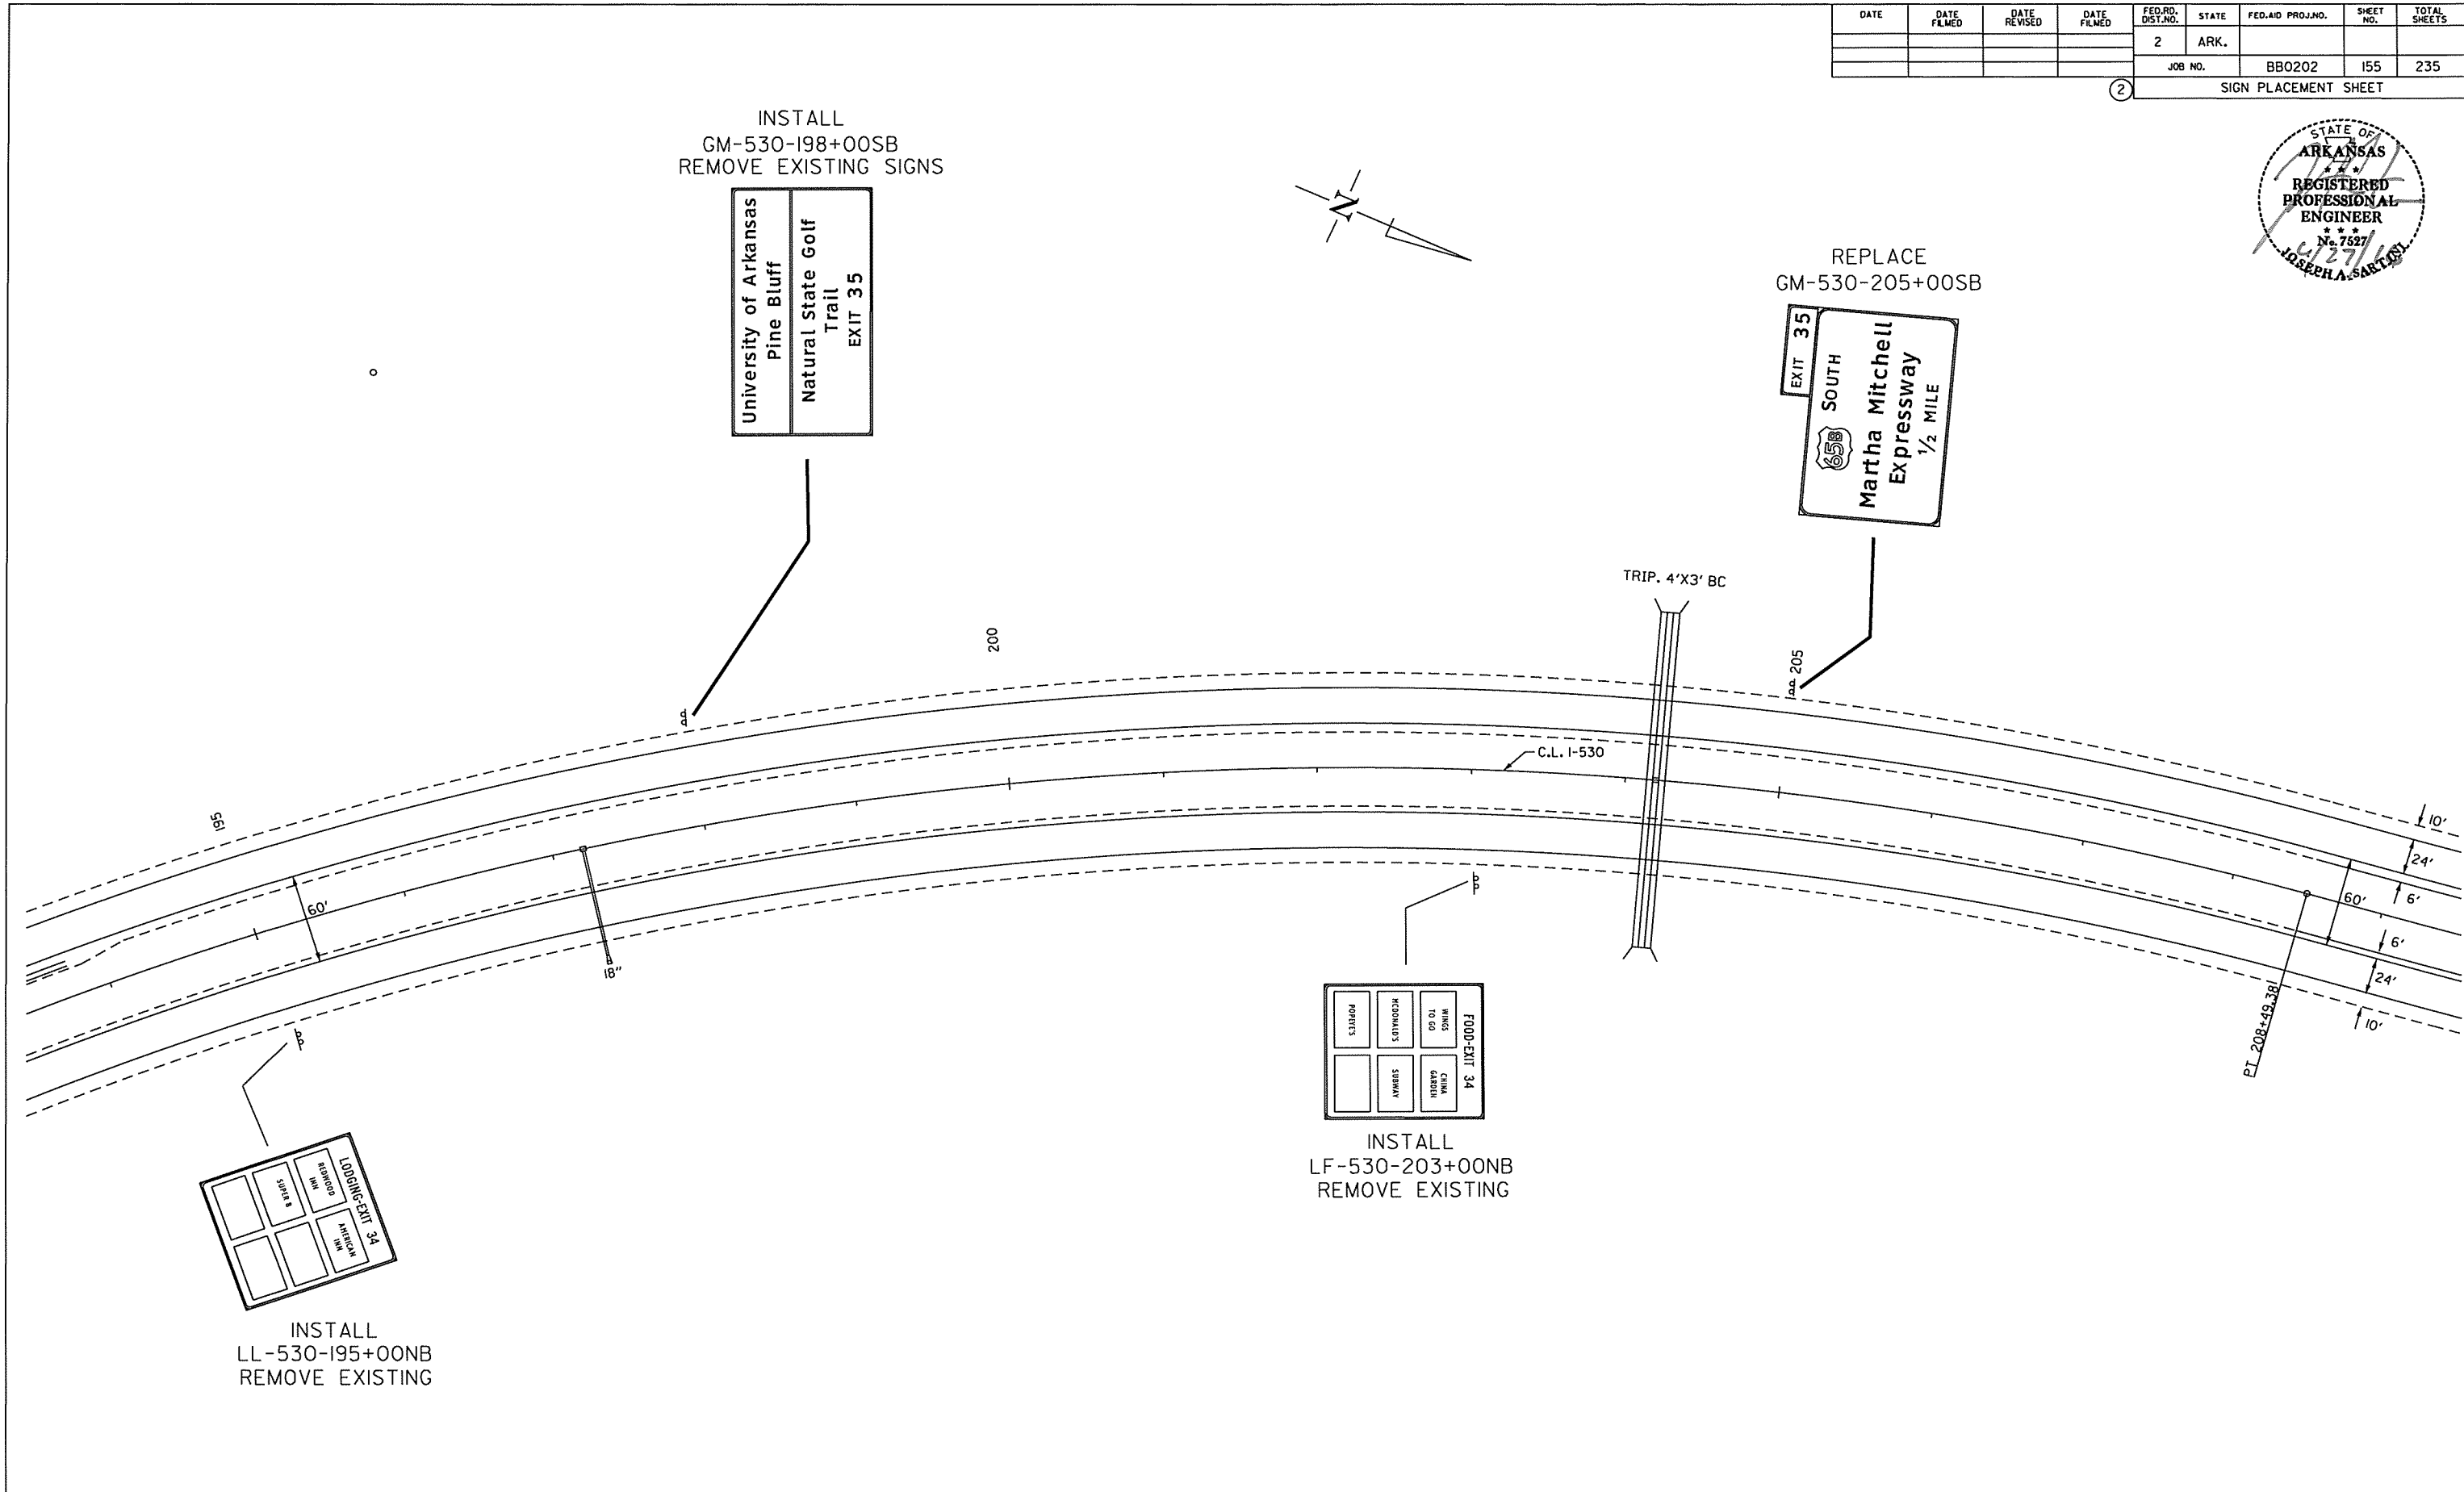 DATE
DATE FILMED
DATE REVISED
DATE FILMED
FED.RD. DIST.NO.
STATE
FED.AID PROJ.NO.
SHEET NO.
TOTAL SHEETS
2
ARK.
JOB NO.
BB0202
155
235
2
SIGN PLACEMENT SHEET
STATE OF
ARKANSAS
* * *
REGISTERED
PROFESSIONAL
ENGINEER
* * *
No. 7527
JOSEPH A. SARTINI
INSTALL
GM-530-198+00SB
REMOVE EXISTING SIGNS
University of Arkansas
Pine Bluff
Natural State Golf
Trail
EXIT 35
N
REPLACE
GM-530-205+00SB
EXIT 35
65B SOUTH
Martha Mitchell
Expressway
1/2 MILE
TRIP. 4'X3' BC
195
200
205
C.L. I-530
60'
18"
10'
24'
6'
60'
6'
24'
10'
PT 208+49.38
LODGING-EXIT 34
REDWOOD
INN
AMERICAN
INN
SUPER 8
INSTALL
LL-530-195+00NB
REMOVE EXISTING
FOOD-EXIT 34
WINGS
TO GO
CHINA
GARDEN
MCDONALD'S
SUBWAY
POPEYE'S
INSTALL
LF-530-203+00NB
REMOVE EXISTING